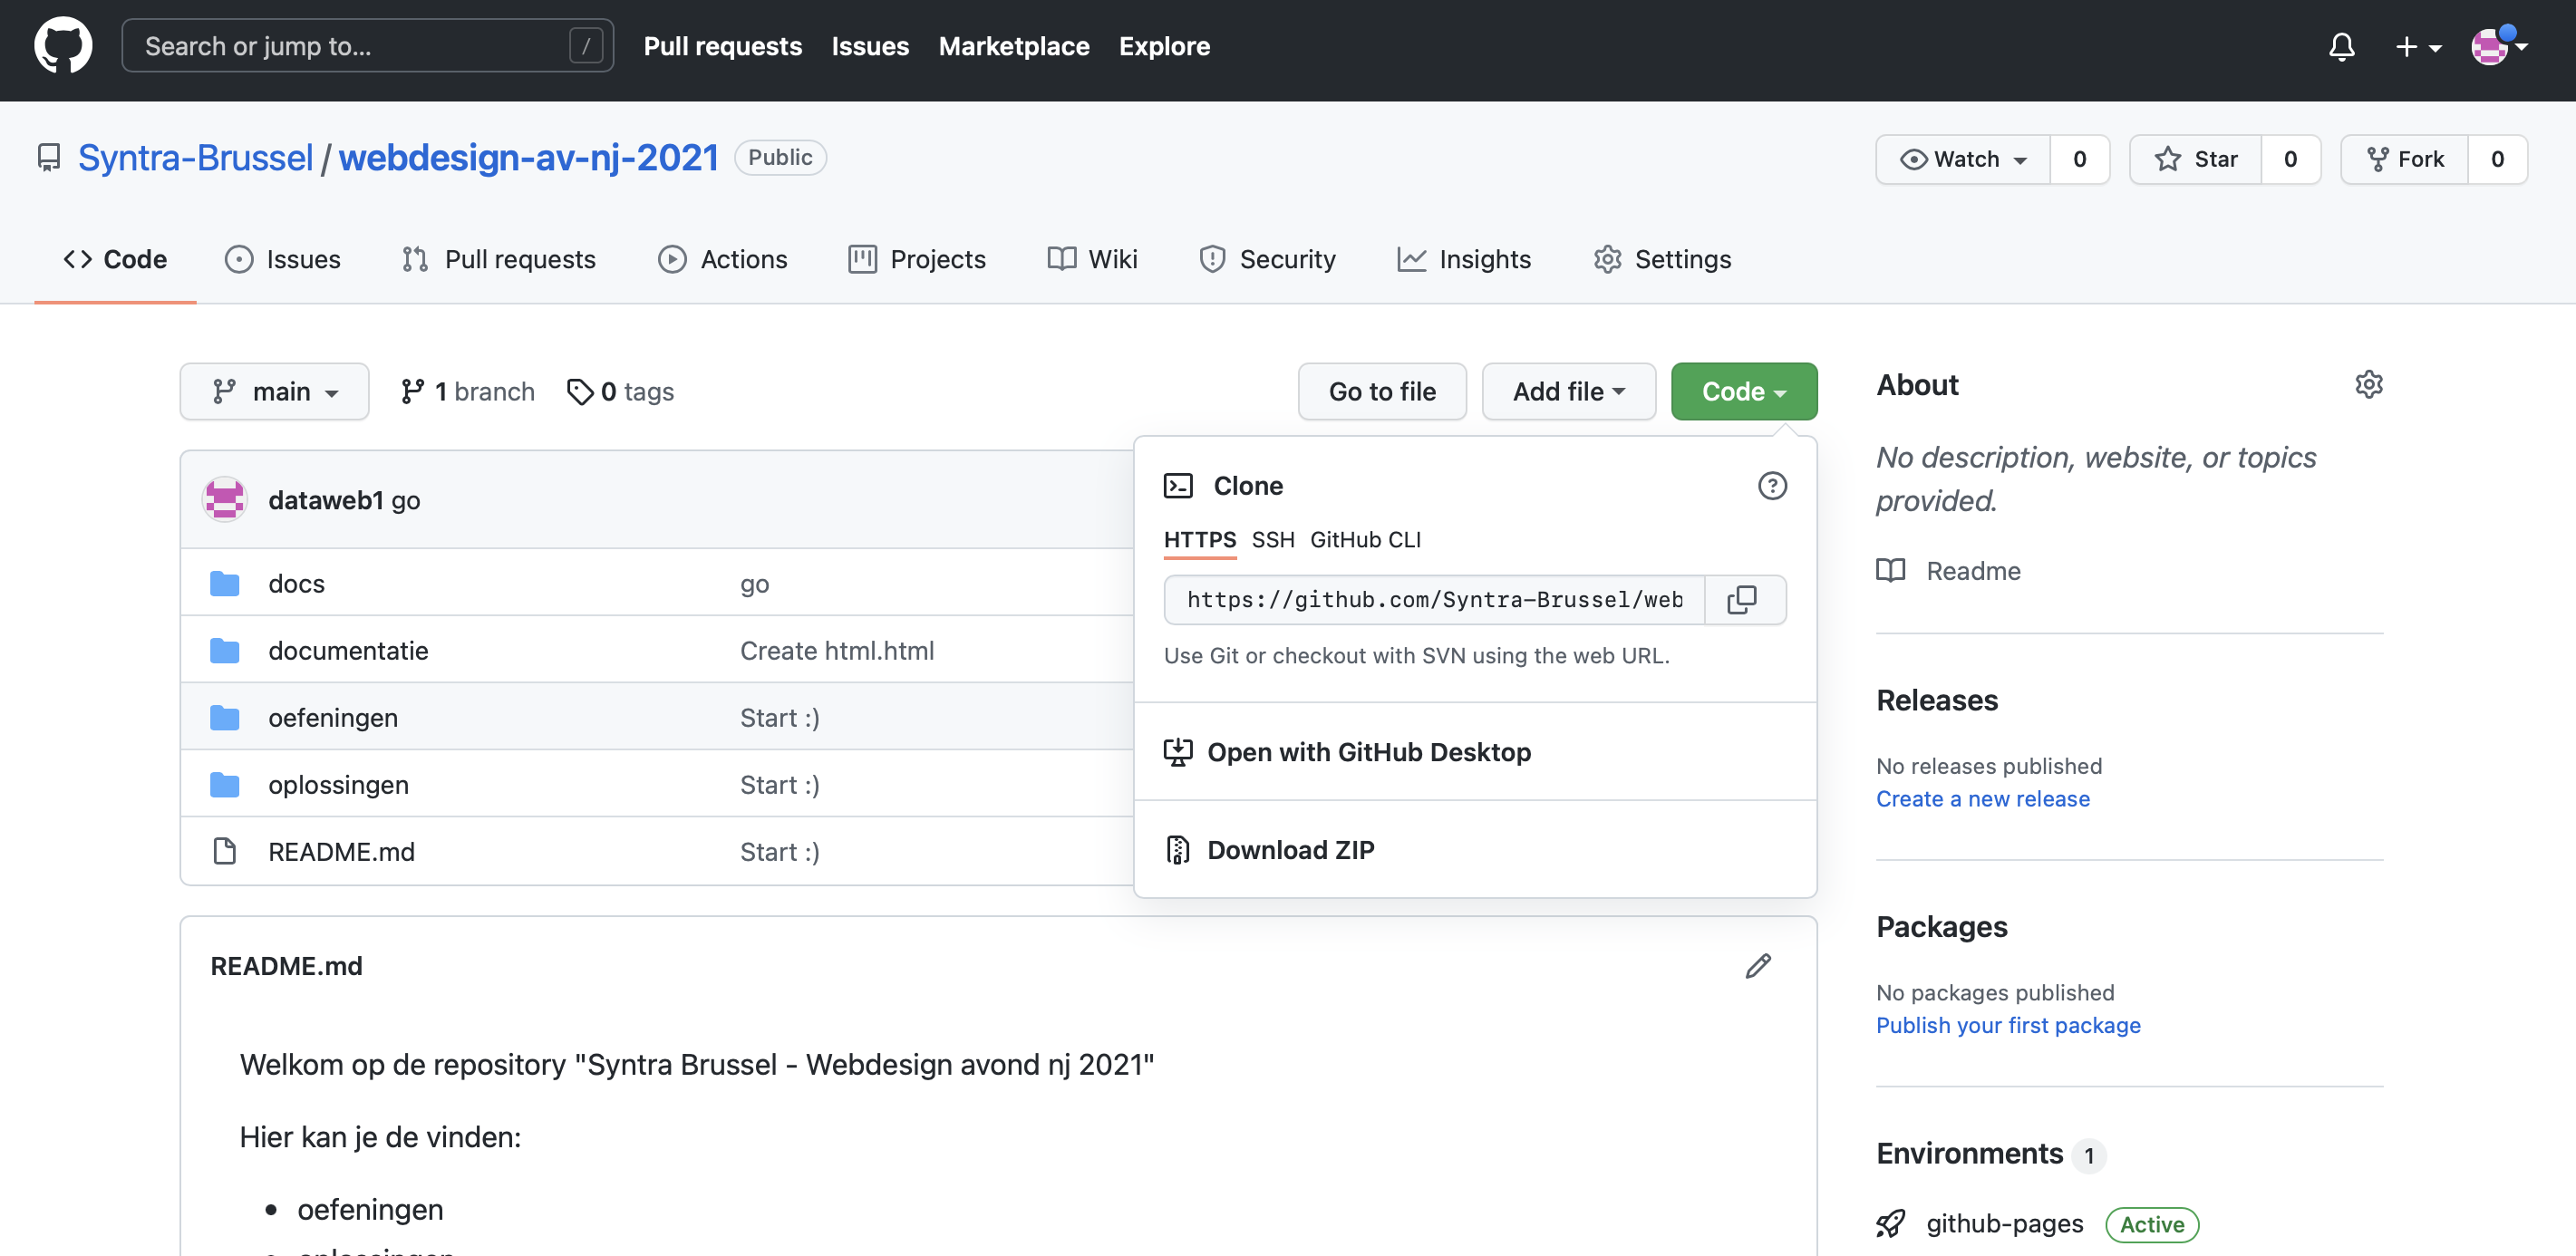 Search or jump to... /
Pull requests Issues Marketplace Explore
Syntra-Brussel / webdesign-av-nj-2021 Public
Watch 0 Star 0 Fork 0
Code Issues Pull requests Actions Projects Wiki Security Insights Settings
main 1 branch 0 tags
Go to file Add file Code
dataweb1 go
docs go
documentatie Create html.html
oefeningen Start :)
oplossingen Start :)
README.md Start :)
Clone
HTTPS SSH GitHub CLI
https://github.com/Syntra-Brussel/web
Use Git or checkout with SVN using the web URL.
Open with GitHub Desktop
Download ZIP
README.md
Welkom op de repository "Syntra Brussel - Webdesign avond nj 2021"
Hier kan je de vinden:
oefeningen
oplossingen
About
No description, website, or topics
provided.
Readme
Releases
No releases published
Create a new release
Packages
No packages published
Publish your first package
Environments 1
github-pages Active